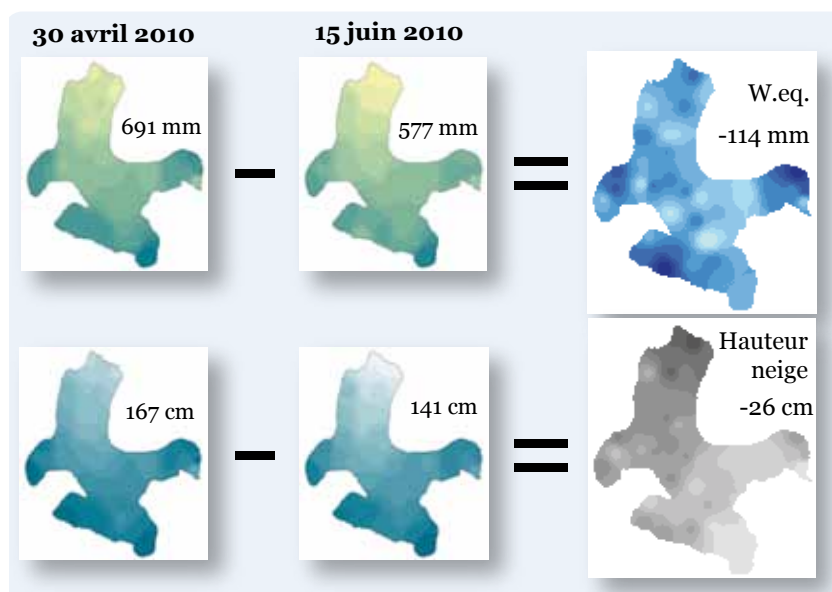 30 avril 2010
15 juin 2010
691 mm
577 mm
W.eq.
-114 mm
167 cm
141 cm
Hauteur
neige
-26 cm